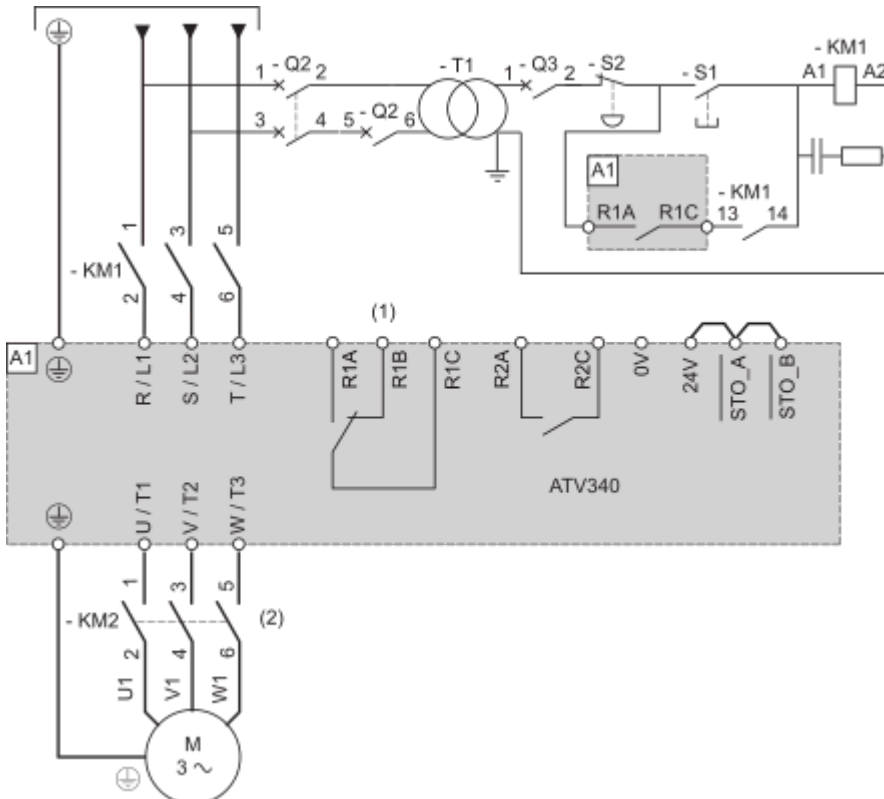 1 - Q2 2 - T1 1 - Q3 2 - S2 - S1 - KM1
A1 A2
3 4 5 - Q2 6
A1
R1A R1C - KM1
13 14
1 3 5
- KM1
2 4 6
(1)
A1
R / L1 S / L2 T / L3 R1A R1B R1C R2A R2C 0V 24V STO_A STO_B
ATV340
U / T1 V / T2 W / T3
1 3 5
- KM2 (2)
2 4 6
U1 V1 W1
M
3 ~